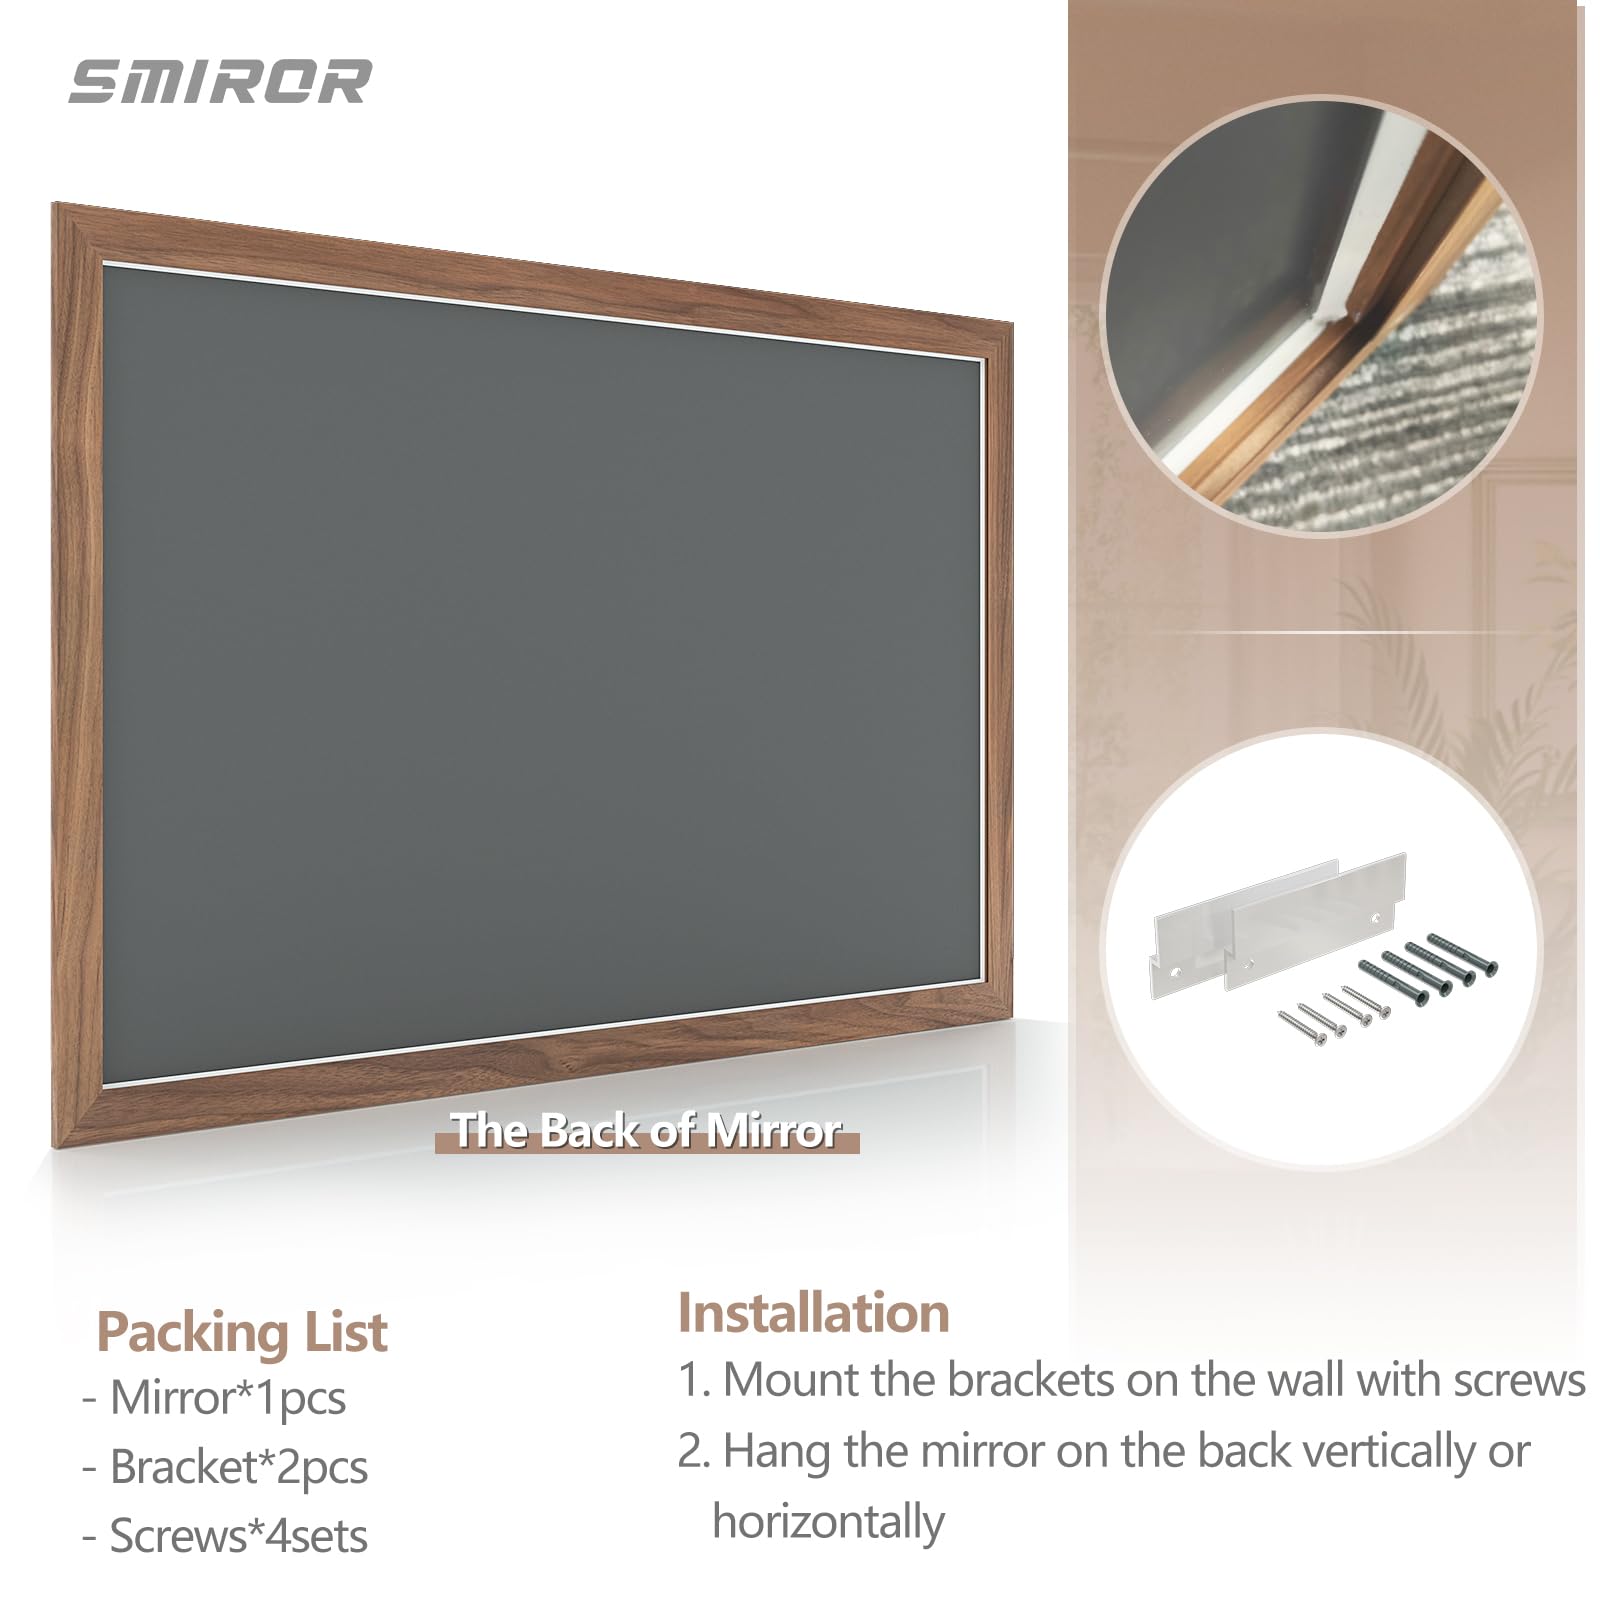 SMIROR
The Back of Mirror
Packing List
- Mirror*1pcs
- Bracket*2pcs
- Screws*4sets
Installation
1. Mount the brackets on the wall with screws
2. Hang the mirror on the back vertically or
horizontally